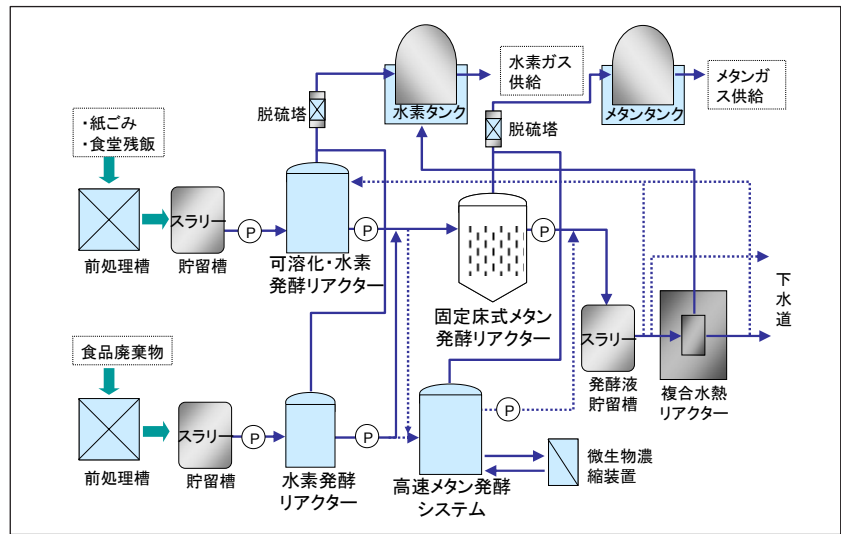 水素ガス
供給
メタンガ
ス供給
脱硫塔
水素タンク
脱硫塔
メタンタンク
・紙ごみ
・食堂残飯
スラリー
P
P
P
前処理槽
貯留槽
可溶化・水素
発酵リアクター
固定床式メタン
発酵リアクター
スラリー
下水道
発酵液
貯留槽
複合水熱
リアクター
食品廃棄物
スラリー
P
P
P
前処理槽
貯留槽
水素発酵
リアクター
高速メタン発酵
システム
微生物濃
縮装置